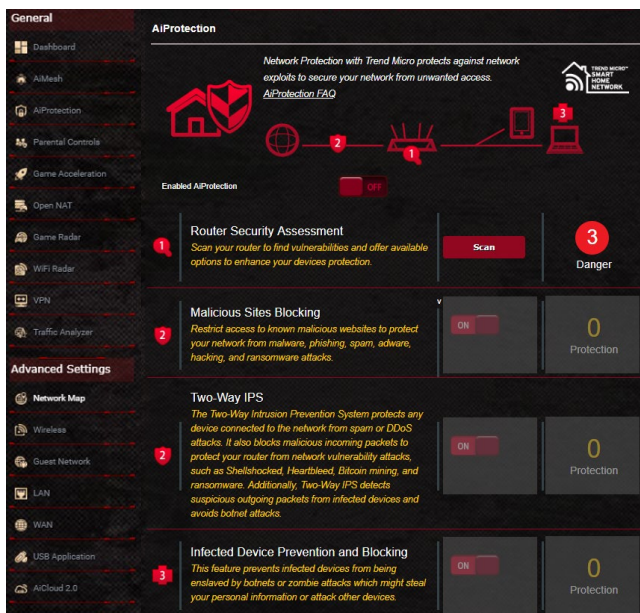 General
Dashboard
AiMesh
AiProtection
Parental Controls
Game Acceleration
Open NAT
Game Radar
WiFi Radar
VPN
Traffic Analyzer
Advanced Settings
Network Map
Wireless
Guest Network
LAN
WAN
USB Application
AiCloud 2.0
AiProtection
Network Protection with Trend Micro protects against network
exploits to secure your network from unwanted access.
AiProtection FAQ
TREND MICRO™
SMART
HOME
NETWORK
3
2
1
Enabled AiProtection
OFF
1
Router Security Assessment
Scan your router to find vulnerabilities and offer available
options to enhance your devices protection.
Scan
3
Danger
2
Malicious Sites Blocking
Restrict access to known malicious websites to protect
your network from malware, phishing, spam, adware,
hacking, and ransomware attacks.
v
ON
0
Protection
2
Two-Way IPS
The Two-Way Intrusion Prevention System protects any
device connected to the network from spam or DDoS
attacks. It also blocks malicious incoming packets to
protect your router from network vulnerability attacks,
such as Shellshocked, Heartbleed, Bitcoin mining, and
ransomware. Additionally, Two-Way IPS detects
suspicious outgoing packets from infected devices and
avoids botnet attacks.
ON
0
Protection
3
Infected Device Prevention and Blocking
This feature prevents infected devices from being
enslaved by botnets or zombie attacks which might steal
your personal information or attack other devices.
ON
0
Protection